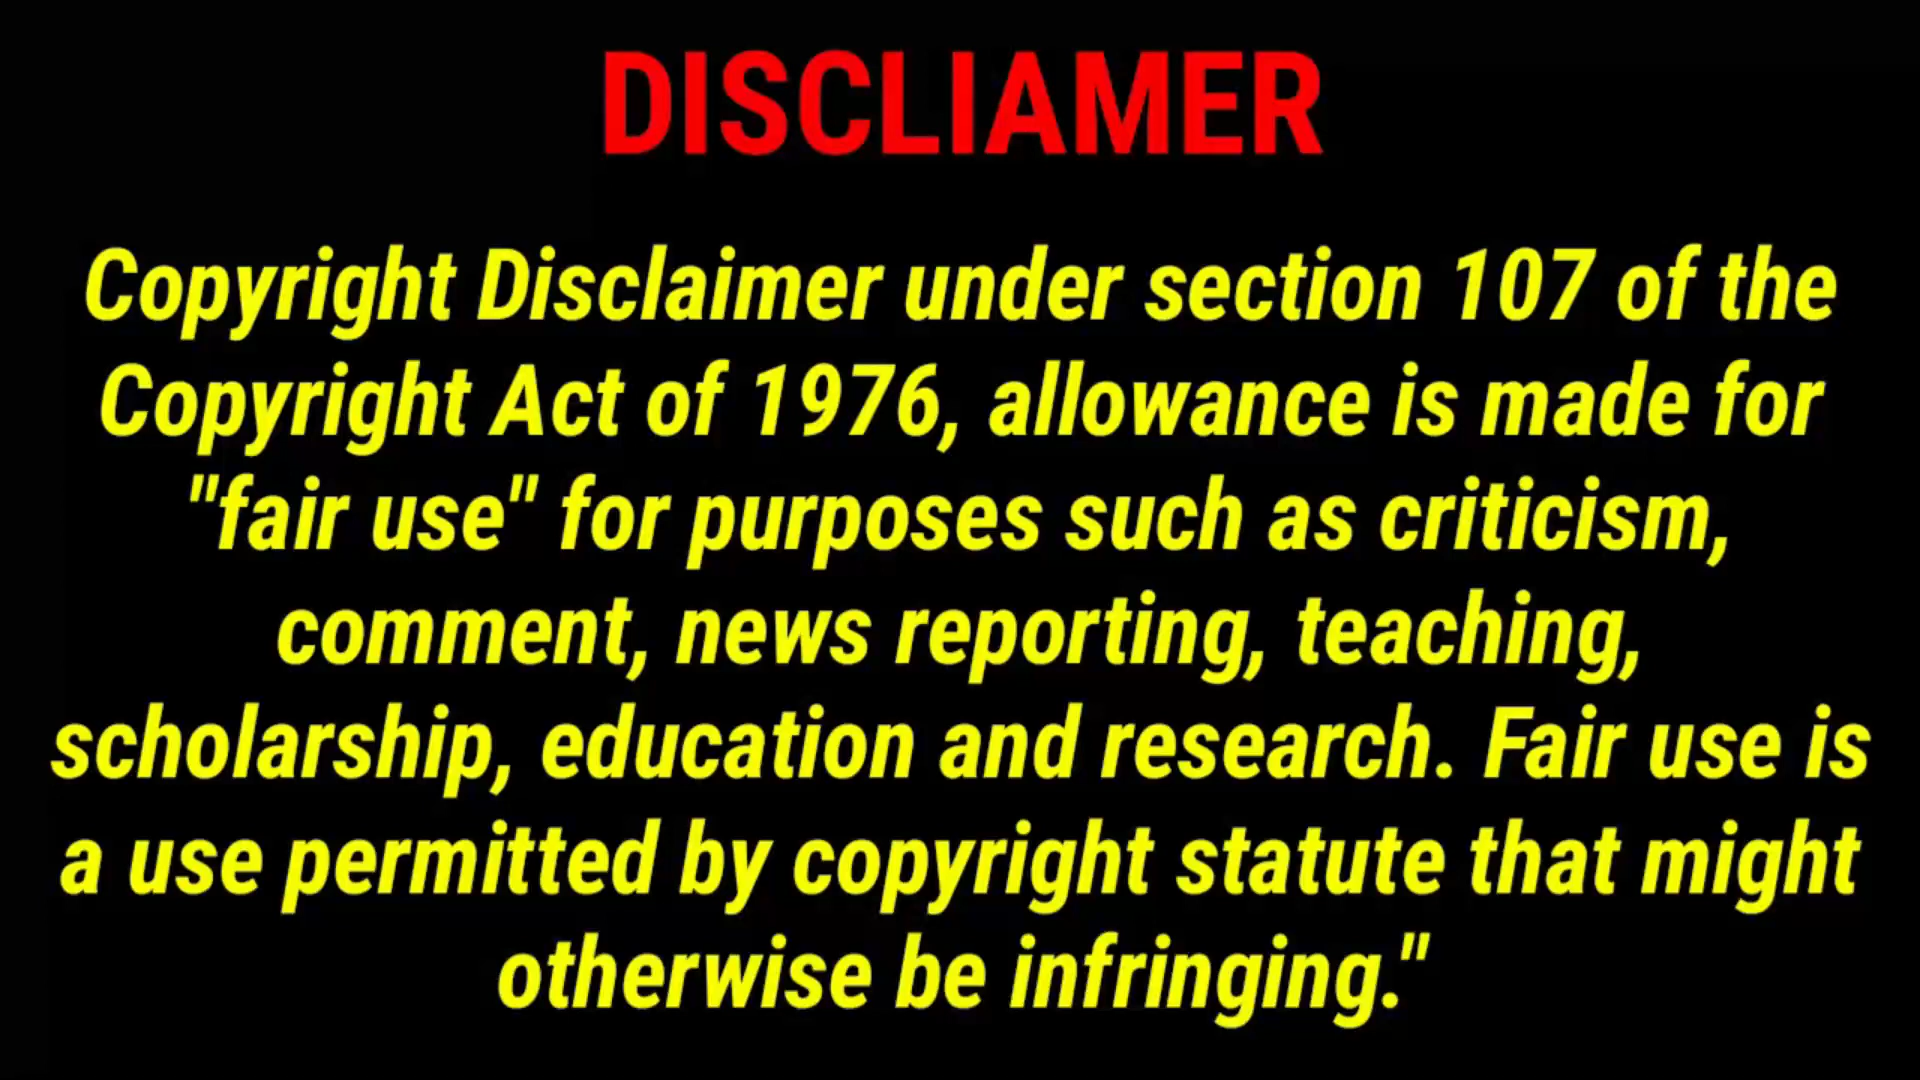 DISCLIAMER
Copyright Disclaimer under section 107 of the
Copyright Act of 1976, allowance is made for
"fair use" for purposes such as criticism,
comment, news reporting, teaching,
scholarship, education and research. Fair use is
a use permitted by copyright statute that might
otherwise be infringing."